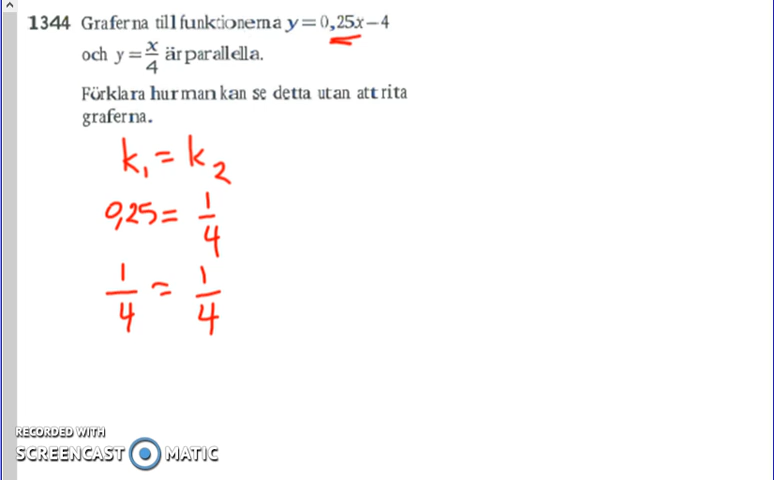 1344 Graferna till funktionerna y = 0,25x − 4
och y = x/4 är parallella.
Förklara hur man kan se detta utan att rita
graferna.
k₁ = k₂
0,25 = 1/4
1/4 = 1/4
RECORDED WITH
SCREENCAST MATIC